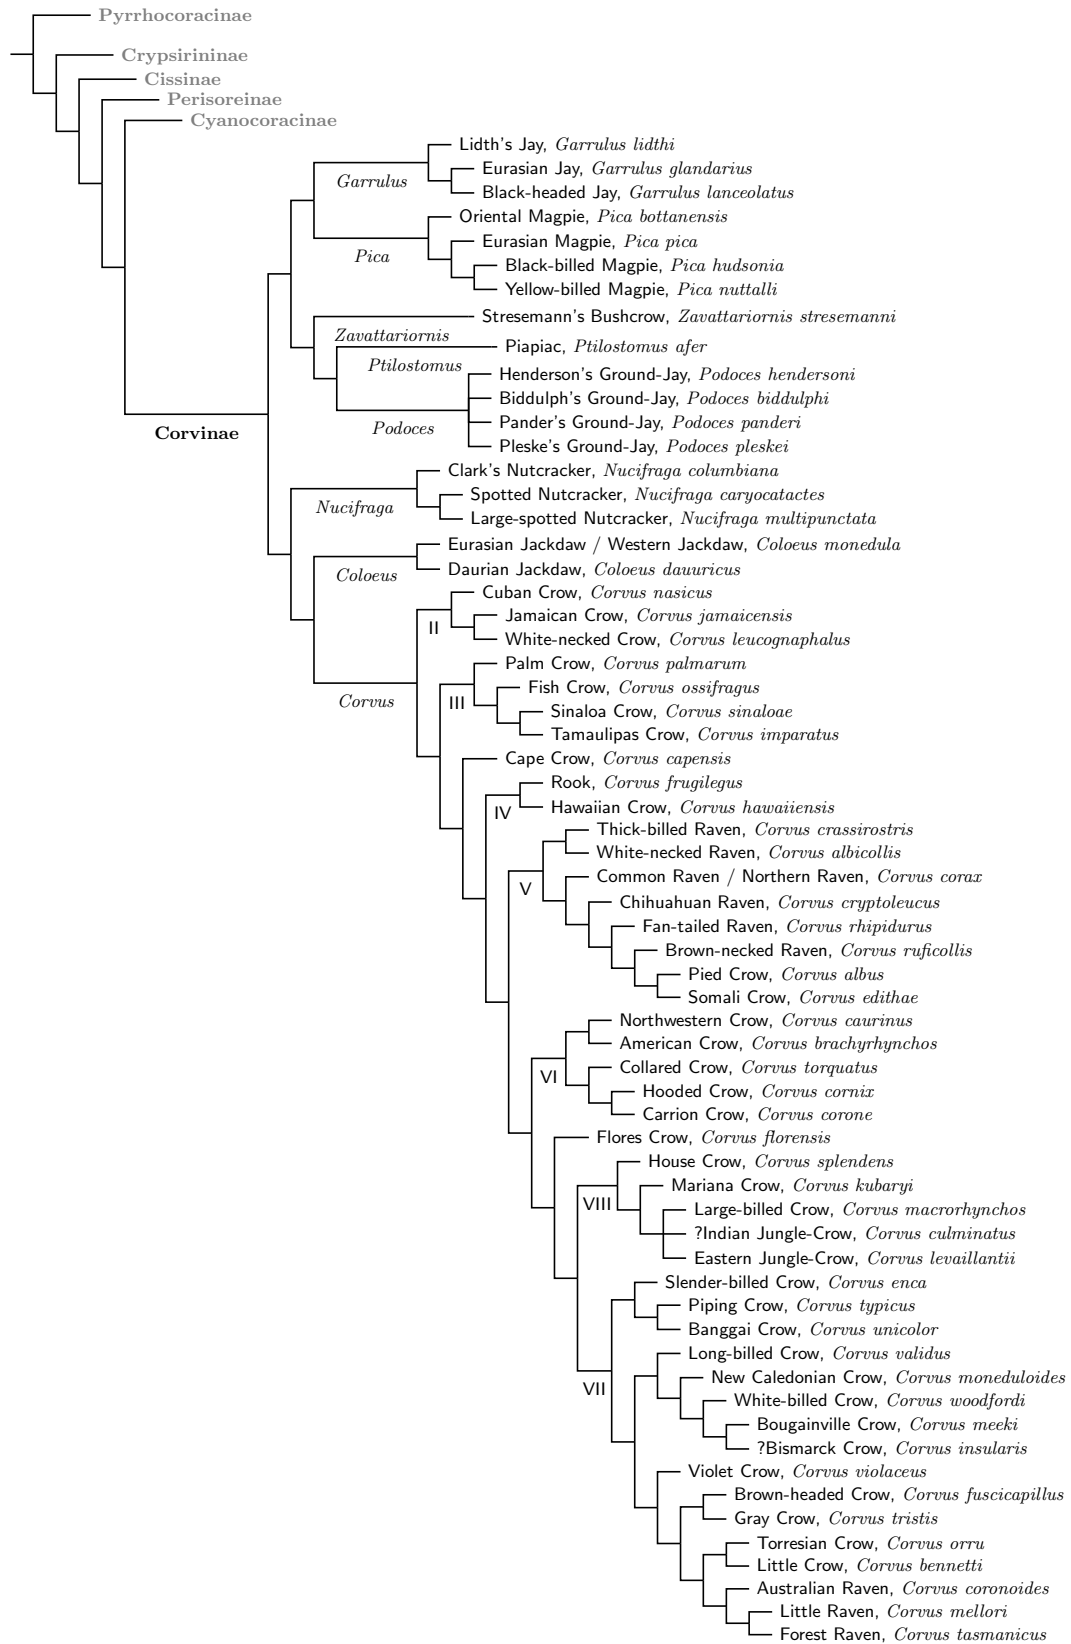 Pyrrhocoracinae
Crypsirininae
Cissinae
Perisoreinae
Cyanocoracinae
Lidth's Jay, Garrulus lidthi
Eurasian Jay, Garrulus glandarius
Garrulus
Black-headed Jay, Garrulus lanceolatus
Oriental Magpie, Pica bottanensis
Eurasian Magpie, Pica pica
Pica
Black-billed Magpie, Pica hudsonia
Yellow-billed Magpie, Pica nuttalli
Stresemann's Bushcrow, Zavattariornis stresemanni
Zavattariornis
Piapiac, Ptilostomus afer
Ptilostomus
Henderson's Ground-Jay, Podoces hendersoni
Biddulph's Ground-Jay, Podoces biddulphi
Pander's Ground-Jay, Podoces panderi
Podoces
Corvinae
Pleske's Ground-Jay, Podoces pleskei
Clark's Nutcracker, Nucifraga columbiana
Spotted Nutcracker, Nucifraga caryocatactes
Nucifraga
Large-spotted Nutcracker, Nucifraga multipunctata
Eurasian Jackdaw / Western Jackdaw, Coloeus monedula
Daurian Jackdaw, Coloeus dauuricus
Coloeus
Cuban Crow, Corvus nasicus
Jamaican Crow, Corvus jamaicensis
II
White-necked Crow, Corvus leucognaphalus
Palm Crow, Corvus palmarum
Fish Crow, Corvus ossifragus
Corvus
III
Sinaloa Crow, Corvus sinaloae
Tamaulipas Crow, Corvus imparatus
Cape Crow, Corvus capensis
Rook, Corvus frugilegus
IV
Hawaiian Crow, Corvus hawaiiensis
Thick-billed Raven, Corvus crassirostris
White-necked Raven, Corvus albicollis
Common Raven / Northern Raven, Corvus corax
V
Chihuahuan Raven, Corvus cryptoleucus
Fan-tailed Raven, Corvus rhipidurus
Brown-necked Raven, Corvus ruficollis
Pied Crow, Corvus albus
Somali Crow, Corvus edithae
Northwestern Crow, Corvus caurinus
American Crow, Corvus brachyrhynchos
Collared Crow, Corvus torquatus
VI
Hooded Crow, Corvus cornix
Carrion Crow, Corvus corone
Flores Crow, Corvus florensis
House Crow, Corvus splendens
Mariana Crow, Corvus kubaryi
VIII
Large-billed Crow, Corvus macrorhynchos
?Indian Jungle-Crow, Corvus culminatus
Eastern Jungle-Crow, Corvus levaillantii
Slender-billed Crow, Corvus enca
Piping Crow, Corvus typicus
Banggai Crow, Corvus unicolor
Long-billed Crow, Corvus validus
New Caledonian Crow, Corvus moneduloides
VII
White-billed Crow, Corvus woodfordi
Bougainville Crow, Corvus meeki
?Bismarck Crow, Corvus insularis
Violet Crow, Corvus violaceus
Brown-headed Crow, Corvus fuscicapillus
Gray Crow, Corvus tristis
Torresian Crow, Corvus orru
Little Crow, Corvus bennetti
Australian Raven, Corvus coronoides
Little Raven, Corvus mellori
Forest Raven, Corvus tasmanicus